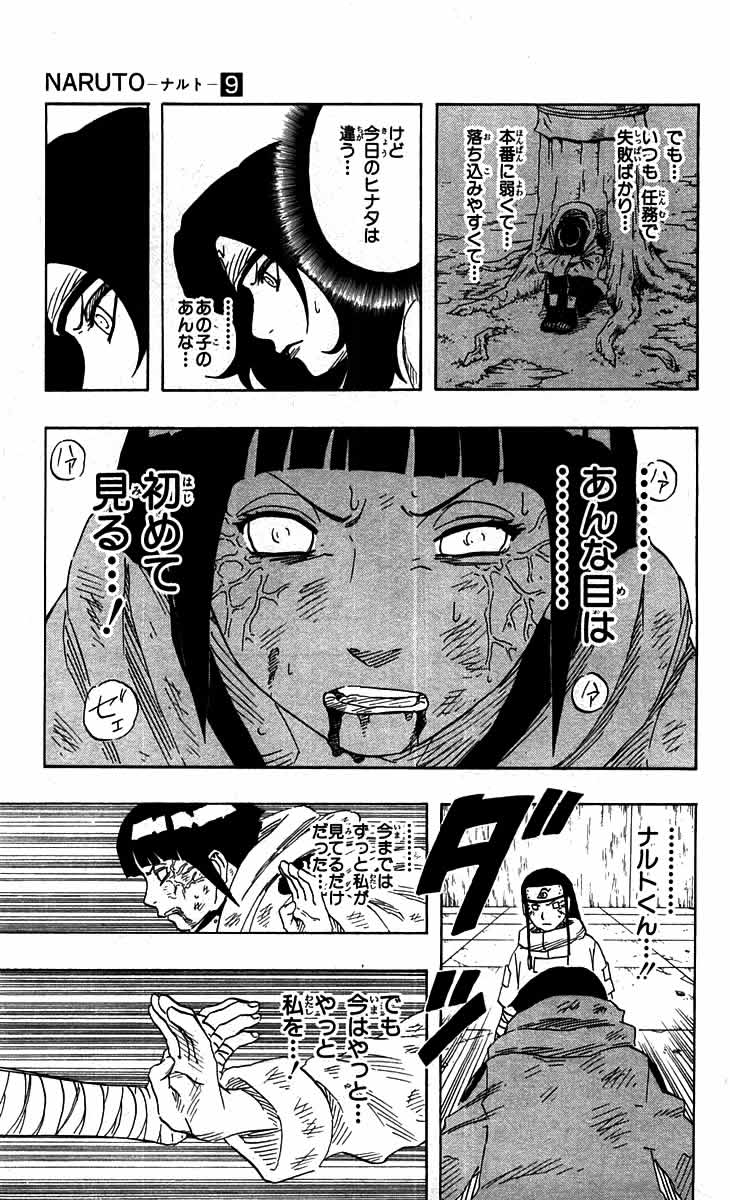 NARUTO—ナルト—9
でも…
いつも任務で
失敗ばかり…
本番に弱くて…
落ち込みやすくて…
けど
今日のヒナタは
違う…
………
あの子の
あんな…
…………
あんな目は
…………
初めて
見る…！
ハァ
ハァ
ハァ
ゼェ
ナルトくん…!!
ダッ
………
今までは
ずっと私が
見てるだけ
だった…
でも
今はやっと…
やっと
私を…！